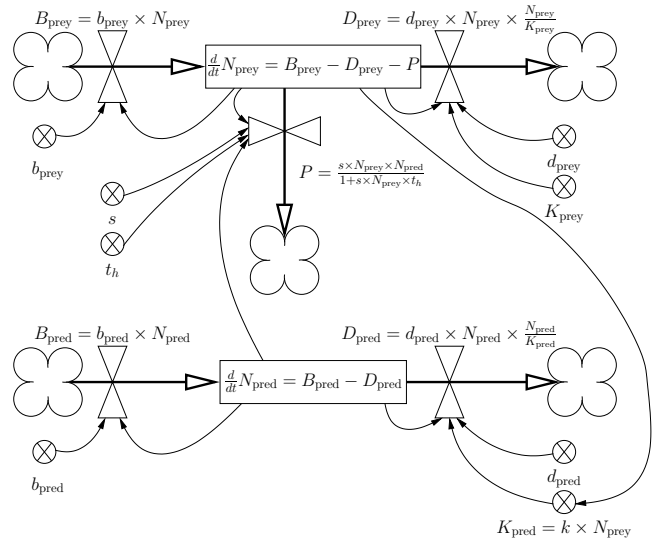 B_prey = b_prey × N_prey
D_prey = d_prey × N_prey × N_prey/K_prey
d/dt N_prey = B_prey − D_prey − P
b_prey
d_prey
P = s×N_prey×N_pred/1+s×N_prey×t_h
s
K_prey
t_h
B_pred = b_pred × N_pred
D_pred = d_pred × N_pred × N_pred/K_pred
d/dt N_pred = B_pred − D_pred
b_pred
d_pred
K_pred = k × N_prey